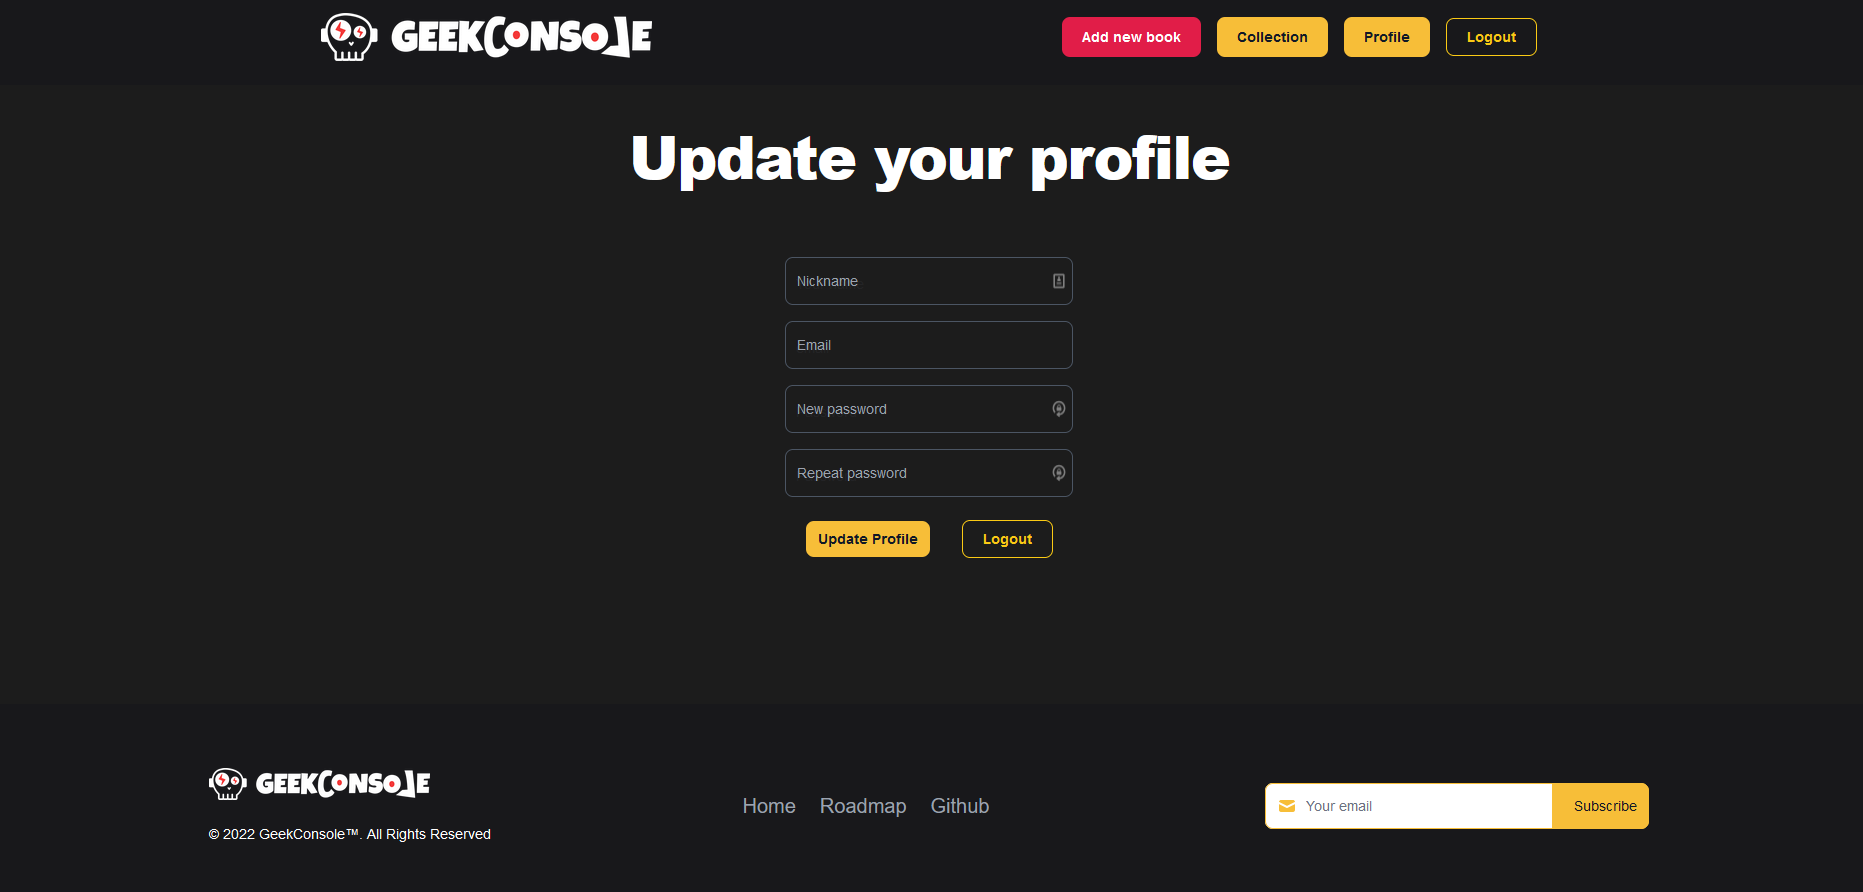 GEEKCONSOLE
Add new book
Collection
Profile
Logout
Update your profile
Nickname
Email
New password
Repeat password
Update Profile
Logout
GEEKCONSOLE
© 2022 GeekConsole™. All Rights Reserved
Home
Roadmap
Github
Your email
Subscribe